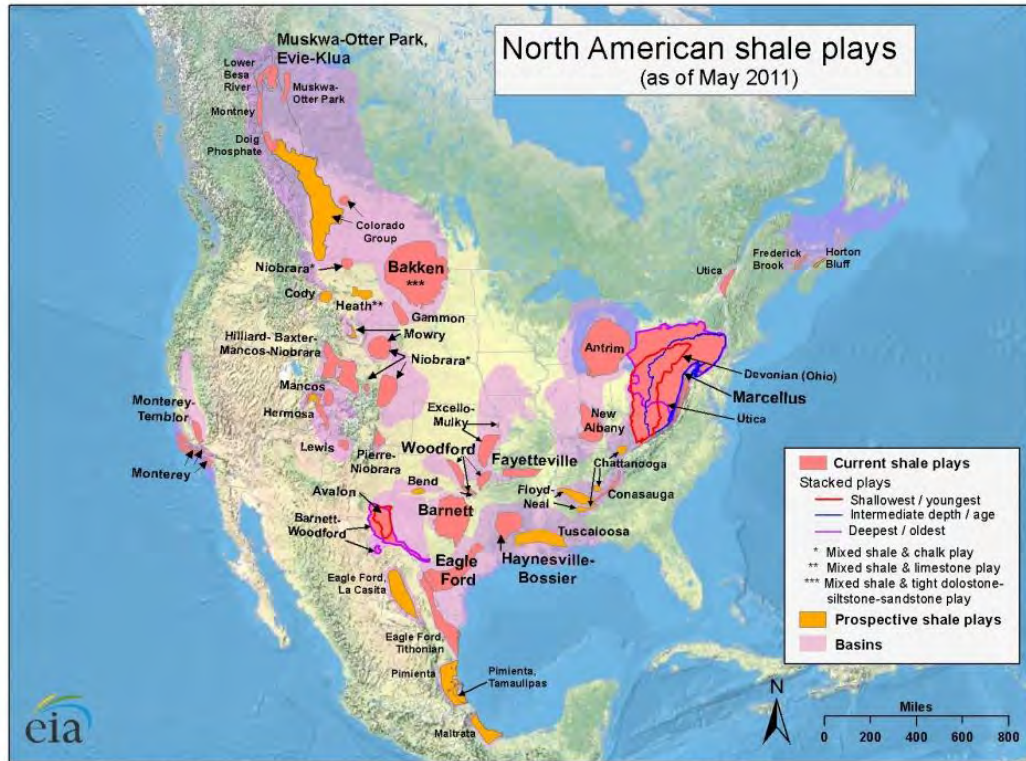 North American shale plays
(as of May 2011)
Muskwa-Otter Park,
Evie-Klua
Lower
Besa
River
Muskwa-
Otter Park
Montney
Doig
Phosphate
Colorado
Group
Niobrara*
Bakken
***
Cody
Heath**
Gammon
Mowry
Hilliard-Baxter-
Mancos-Niobrara
Niobrara*
Mancos
Hermosa
Lewis
Pierre-
Niobrara
Monterey-
Temblor
Monterey
Excello-
Mulky
Woodford
Fayetteville
New
Albany
Antrim
Utica
Frederick
Brook
Horton
Bluff
Devonian (Ohio)
Marcellus
Utica
Chattanooga
Conasauga
Floyd-
Neal
Tuscaloosa
Haynesville-
Bossier
Bend
Barnett
Avalon
Barnett-
Woodford
Eagle
Ford
Eagle Ford,
La Casita
Eagle Ford,
Tithonian
Pimienta
Pimienta,
Tamaulipas
Maltrata
Current shale plays
Stacked plays
Shallowest / youngest
Intermediate depth / age
Deepest / oldest
* Mixed shale & chalk play
** Mixed shale & limestone play
*** Mixed shale & tight dolostone-
siltstone-sandstone play
Prospective shale plays
Basins
N
Miles
0 200 400 600 800
eia